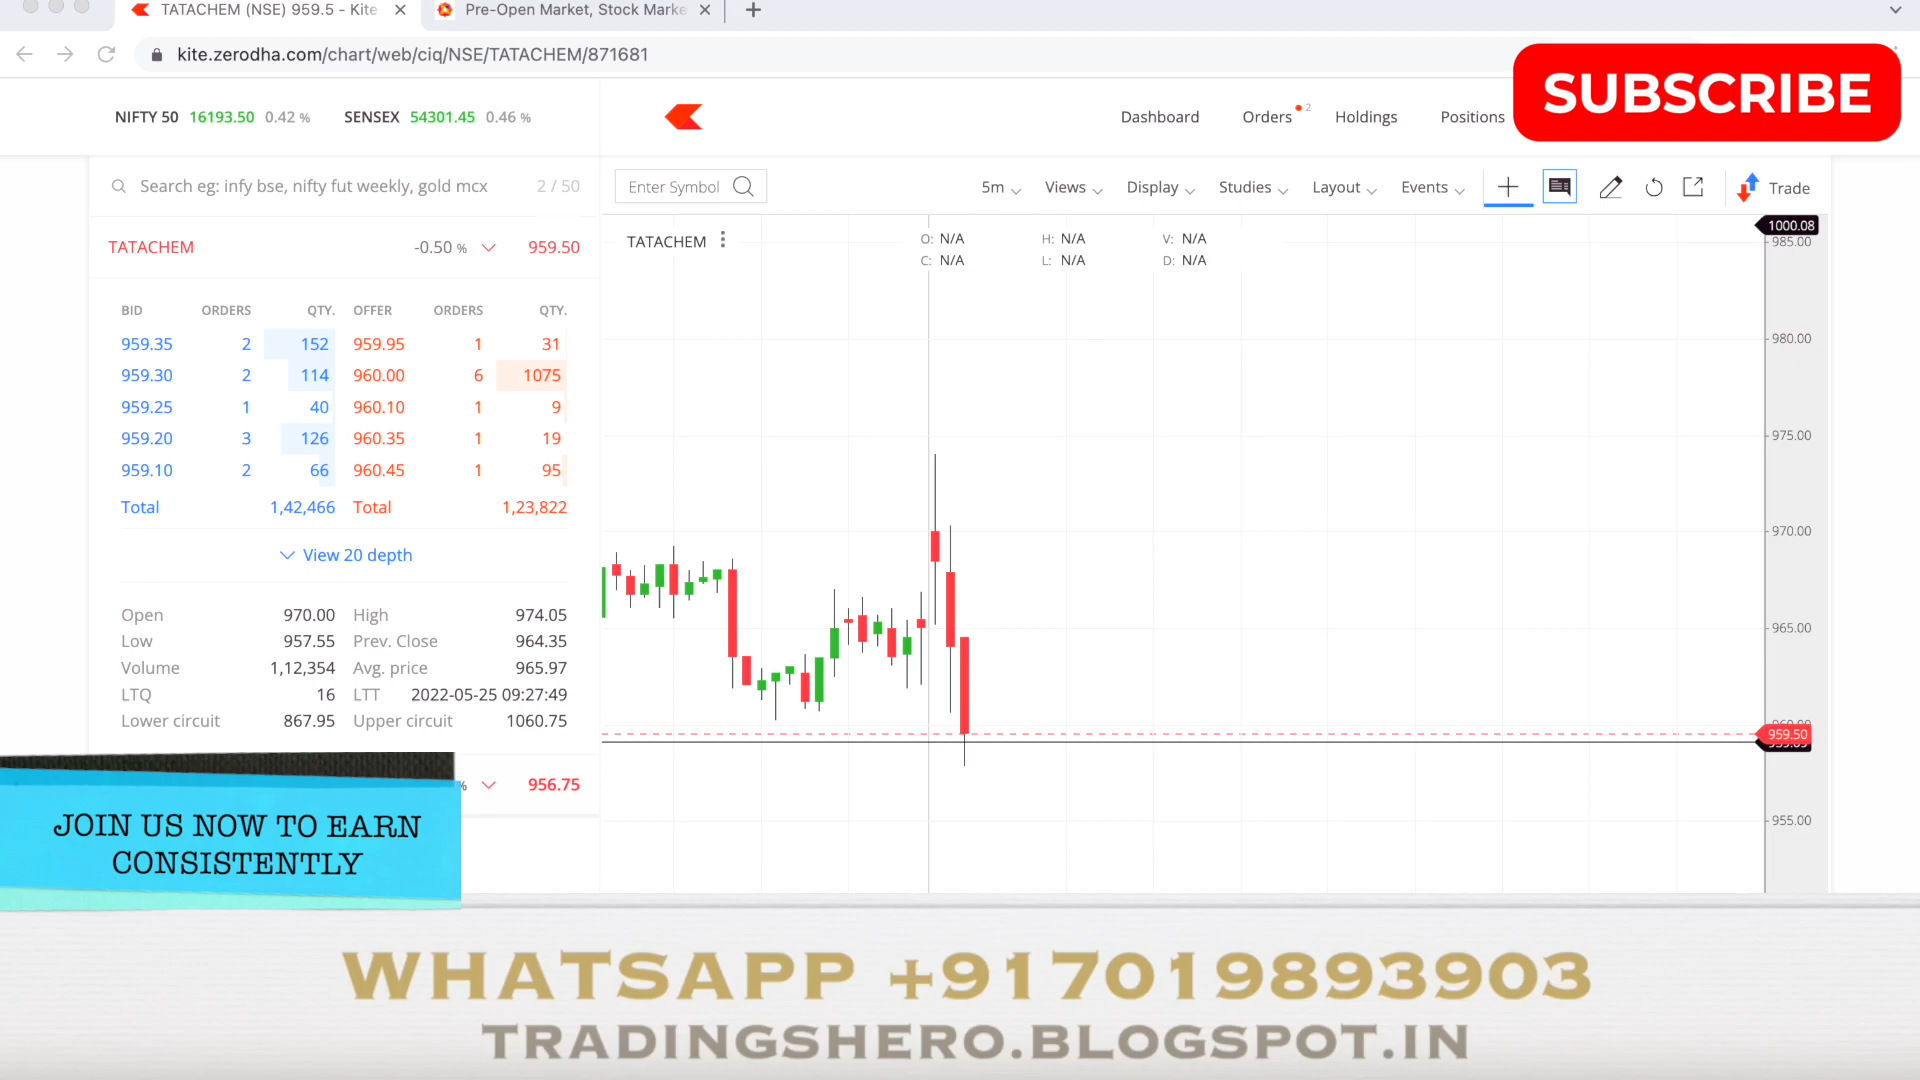 TATACHEM (NSE) 959.5 - Kite
Pre-Open Market, Stock Marke
kite.zerodha.com/chart/web/ciq/NSE/TATACHEM/871681
SUBSCRIBE
NIFTY 50 16193.50 0.42 % SENSEX 54301.45 0.46 %
Dashboard Orders 2 Holdings Positions
Search eg: infy bse, nifty fut weekly, gold mcx 2 / 50
Enter Symbol 5m Views Display Studies Layout Events Trade
TATACHEM -0.50 % 959.50
BID ORDERS QTY. OFFER ORDERS QTY.
959.35 2 152 959.95 1 31
959.30 2 114 960.00 6 1075
959.25 1 40 960.10 1 9
959.20 3 126 960.35 1 19
959.10 2 66 960.45 1 95
Total 1,42,466 Total 1,23,822
View 20 depth
Open 970.00 High 974.05
Low 957.55 Prev. Close 964.35
Volume 1,12,354 Avg. price 965.97
LTQ 16 LTT 2022-05-25 09:27:49
Lower circuit 867.95 Upper circuit 1060.75
% 956.75
TATACHEM
O: N/A H: N/A V: N/A
C: N/A L: N/A D: N/A
1000.08
985.00
980.00
975.00
970.00
965.00
959.50
955.00
JOIN US NOW TO EARN
CONSISTENTLY
WHATSAPP +917019893903
TRADINGSHERO.BLOGSPOT.IN